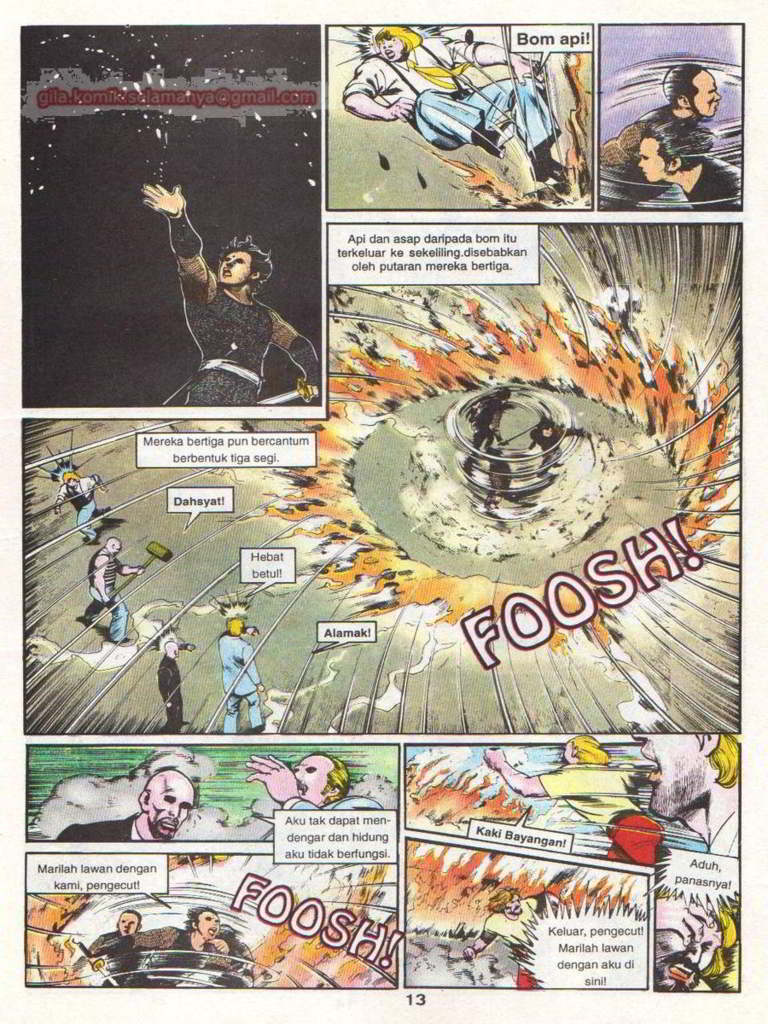 gila.komikselamanya@gmail.com
Bom api!
Api dan asap daripada bom itu
terkeluar ke sekeliling.disebabkan
oleh putaran mereka bertiga.
Mereka bertiga pun bercantum
berbentuk tiga segi.
Dahsyat!
Hebat
betul!
Alamak!
FOOSH!
Aku tak dapat men-
dengar dan hidung
aku tidak berfungsi.
Marilah lawan dengan
kami, pengecut!
FOOSH!
Kaki Bayangan!
Aduh,
panasnya!
Keluar, pengecut!
Marilah lawan
dengan aku di
sini!
13